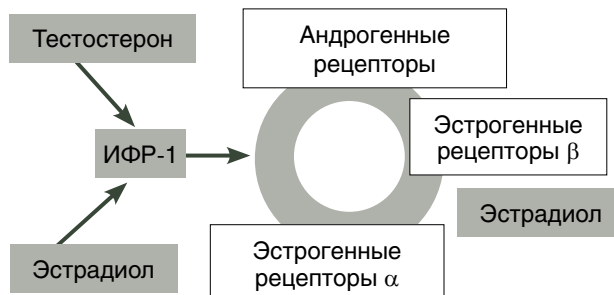 Тестостерон
Андрогенные
рецепторы
ИФР-1
Эстрогенные
рецепторы β
Эстрадиол
Эстрадиол
Эстрогенные
рецепторы α